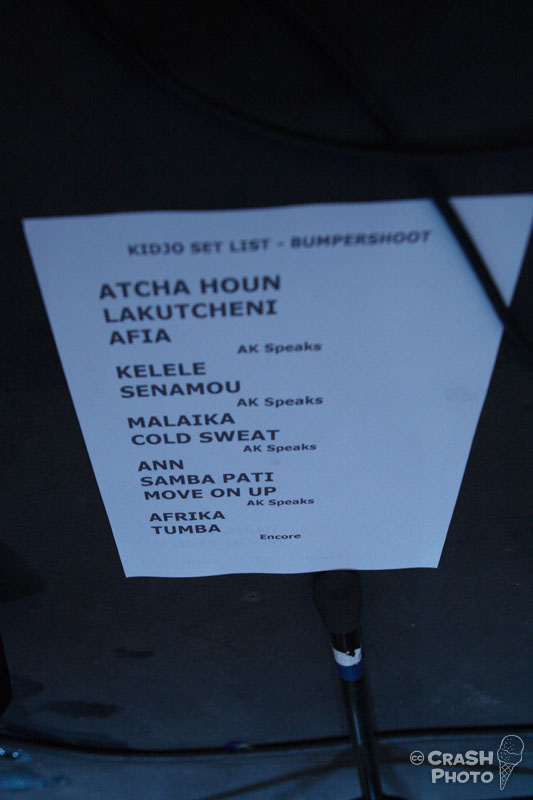 KIDJO SET LIST - BUMPERSHOOT
ATCHA HOUN
LAKUTCHENI
AFIA
AK Speaks
KELELE
SENAMOU
AK Speaks
MALAIKA
COLD SWEAT
AK Speaks
ANN
SAMBA PATI
MOVE ON UP
AK Speaks
AFRIKA
TUMBA
Encore
cc CRASH
PHOTO